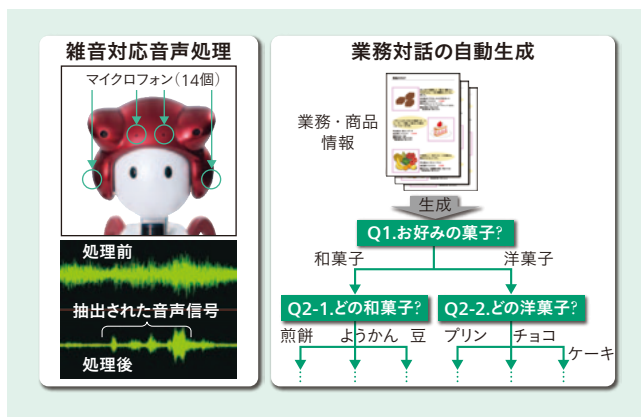 雑音対応音声処理
マイクロフォン（14個）
処理前
抽出された音声信号
処理後
業務対話の自動生成
業務・商品
情報
生成
Q1.お好みの菓子?
和菓子
洋菓子
Q2-1.どの和菓子?
Q2-2.どの洋菓子?
煎餅
ようかん
豆
プリン
チョコ
ケーキ